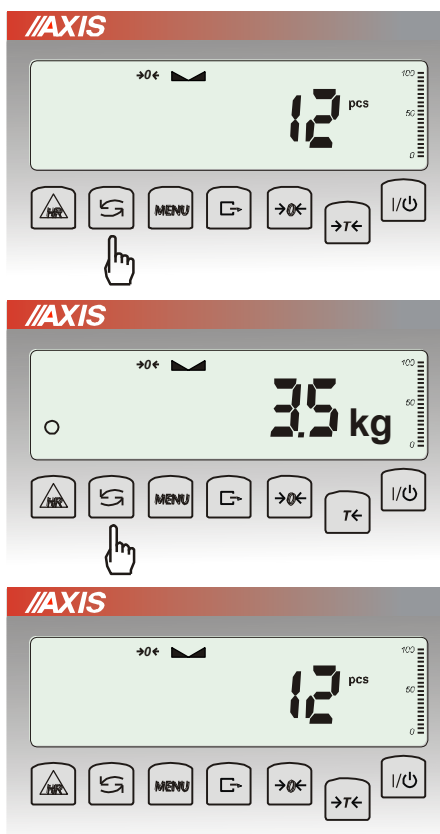 //AXIS
→0←
12 pcs
100
50
0
HR
MENU
→0←
→T←
I/⏻
//AXIS
→0←
3.5 kg
100
50
0
HR
MENU
→0←
T←
I/⏻
//AXIS
→0←
12 pcs
100
50
0
HR
MENU
→0←
→T←
I/⏻